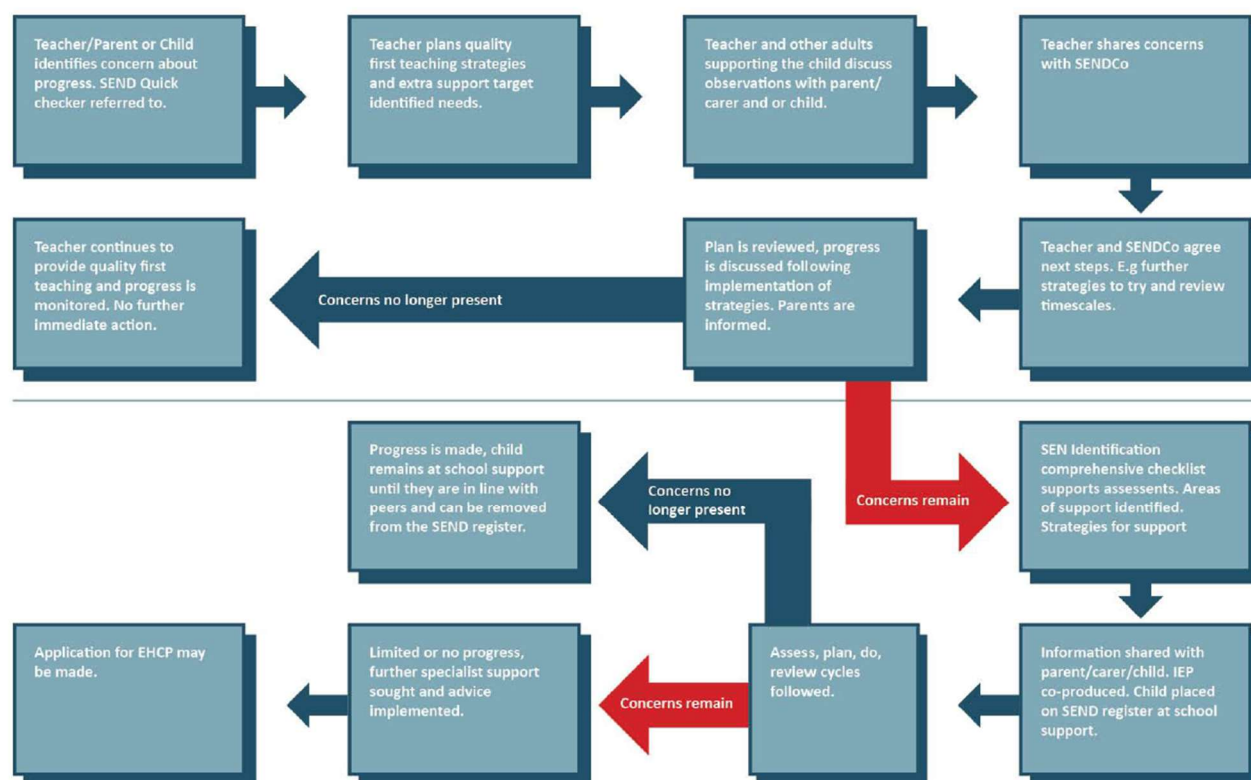 Teacher/Parent or Child
identifies concern about
progress. SEND Quick
checker referred to.
Teacher plans quality
first teaching strategies
and extra support target
identified needs.
Teacher and other adults
supporting the child discuss
observations with parent/
carer and or child.
Teacher shares concerns
with SENDCo
Teacher continues to
provide quality first
teaching and progress is
monitored. No further
immediate action.
Concerns no longer present
Plan is reviewed, progress
is discussed following
implementation of
strategies. Parents are
informed.
Teacher and SENDCo agree
next steps. E.g further
strategies to try and review
timescales.
Progress is made, child
remains at school support
until they are in line with
peers and can be removed
from the SEND register.
Concerns no
longer present
Concerns remain
SEN Identification
comprehensive checklist
supports assessents. Areas
of support identified.
Strategies for support
Application for EHCP may
be made.
Limited or no progress,
further specialist support
sought and advice
implemented.
Concerns remain
Assess, plan, do,
review cycles
followed.
Information shared with
parent/carer/child. IEP
co-produced. Child placed
on SEND register at school
support.